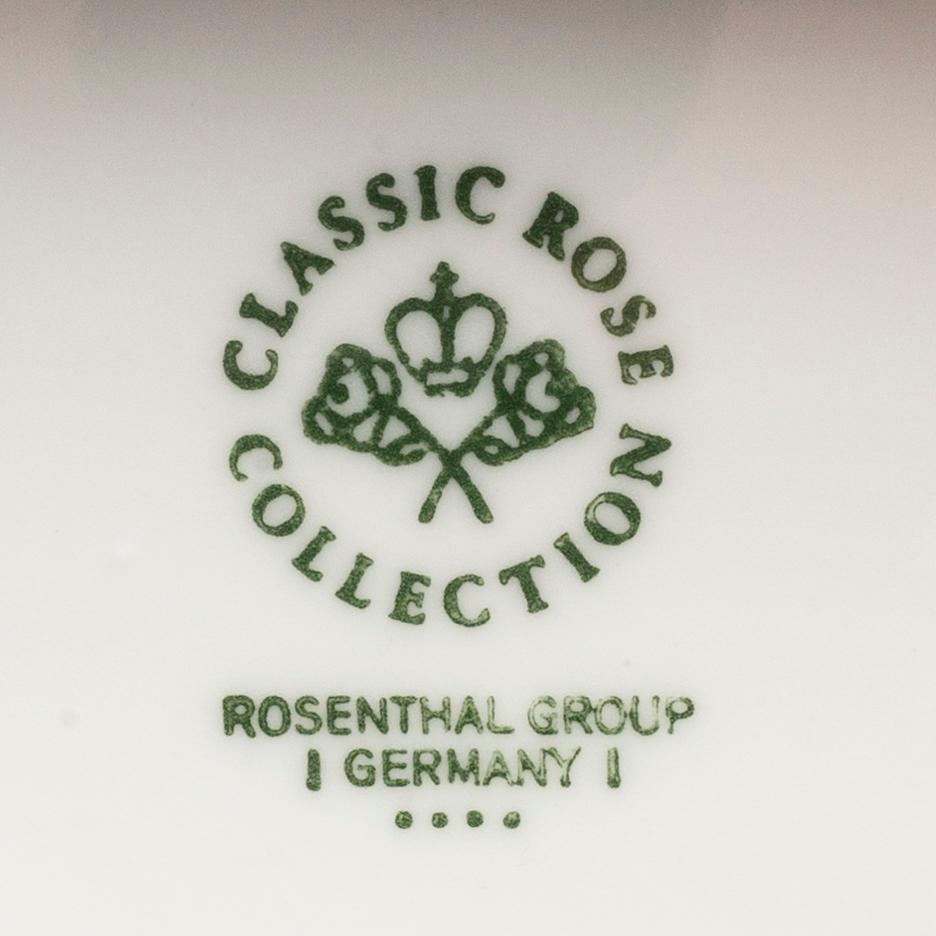 CLASSIC ROSE
COLLECTION
ROSENTHAL GROUP
| GERMANY |
••••